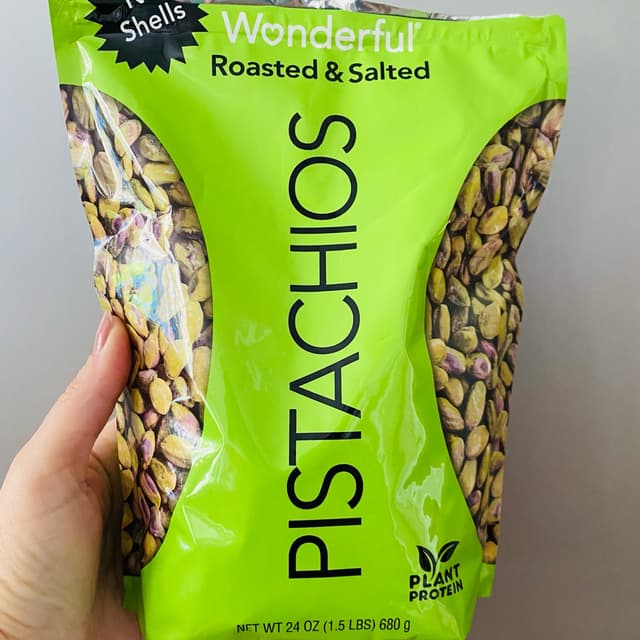 Shells
Wonderful
Roasted & Salted
PISTACHIOS
PLANT
PROTEIN
NET WT 24 OZ (1.5 LBS) 680 g